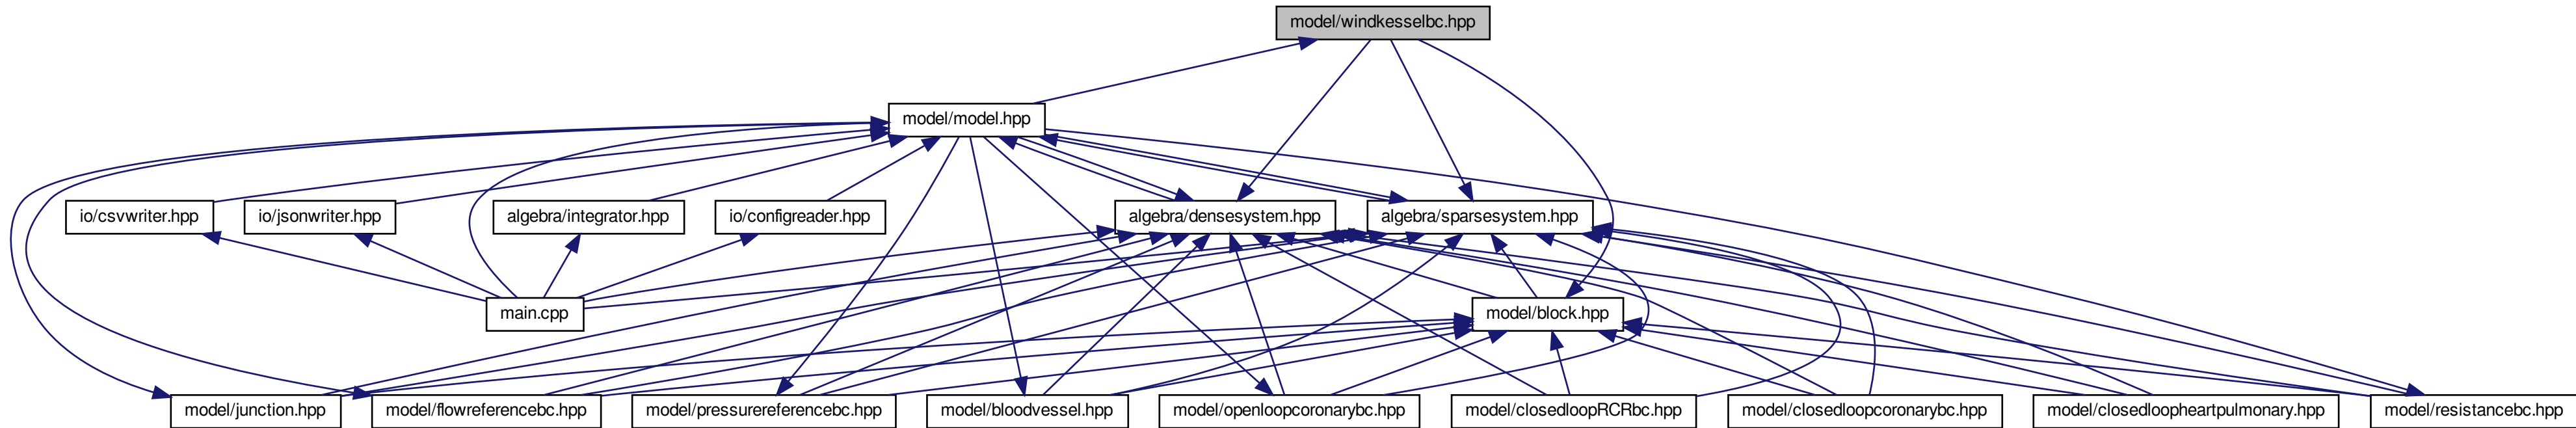 model/windkesselbc.hpp
model/model.hpp
io/csvwriter.hpp
io/jsonwriter.hpp
algebra/integrator.hpp
io/configreader.hpp
algebra/densesystem.hpp
algebra/sparsesystem.hpp
main.cpp
model/block.hpp
model/junction.hpp
model/flowreferencebc.hpp
model/pressurereferencebc.hpp
model/bloodvessel.hpp
model/openloopcoronarybc.hpp
model/closedloopRCRbc.hpp
model/closedloopcoronarybc.hpp
model/closedloopheartpulmonary.hpp
model/resistancebc.hpp